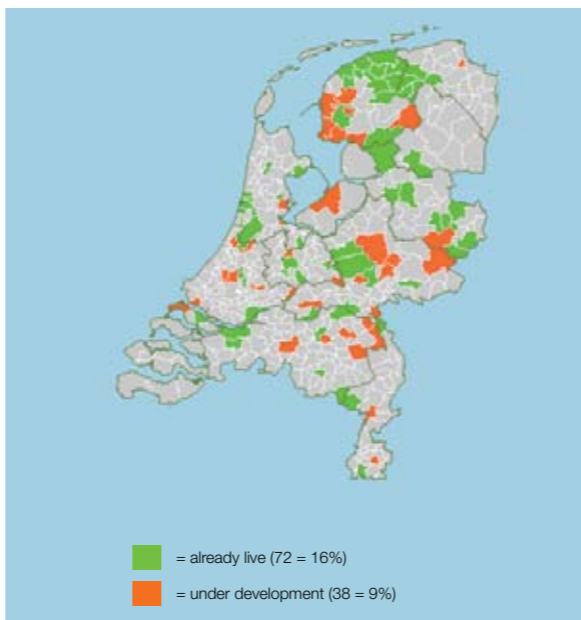 = already live (72 = 16%)
= under development (38 = 9%)